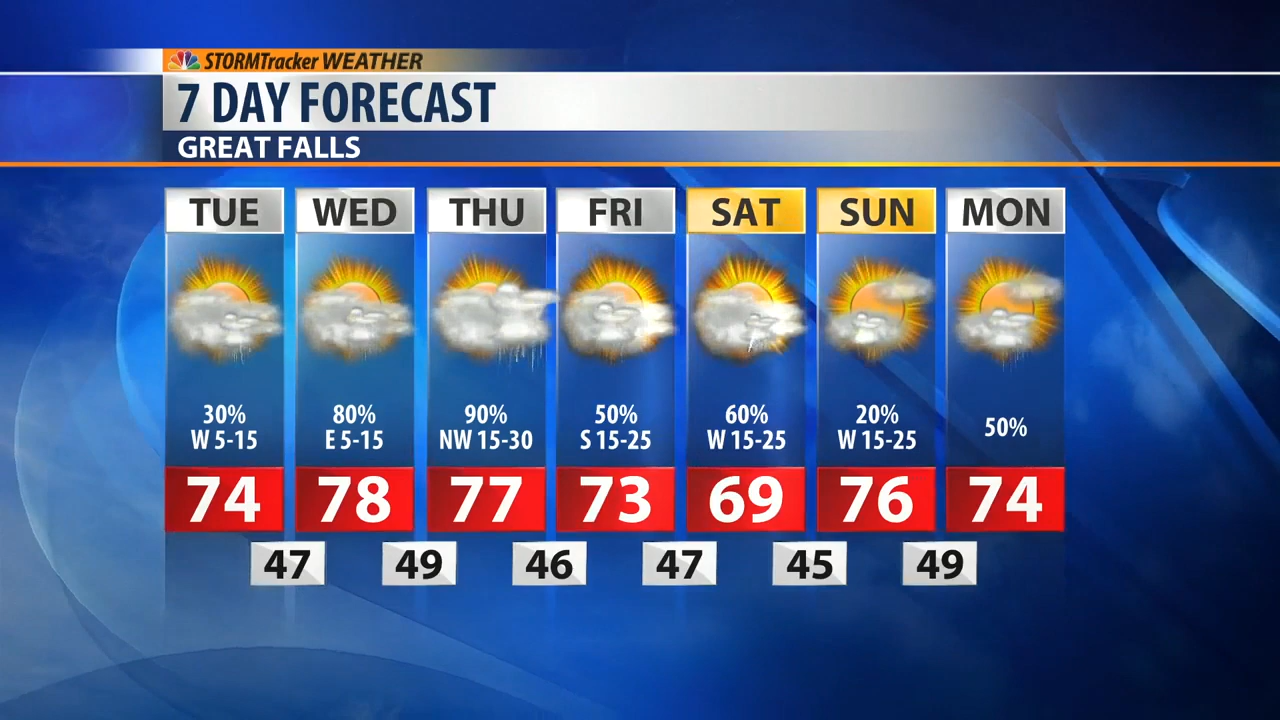 STORMTracker WEATHER
7 DAY FORECAST
GREAT FALLS
TUE WED THU FRI SAT SUN MON
30% 80% 90% 50% 60% 20% 50%
W 5-15 E 5-15 NW 15-30 S 15-25 W 15-25 W 15-25
74 78 77 73 69 76 74
47 49 46 47 45 49